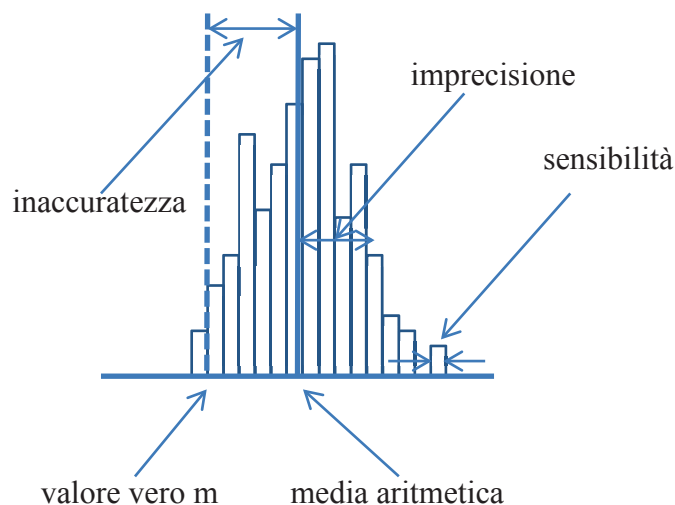 imprecisione
sensibilità
inaccuratezza
valore vero m
media aritmetica